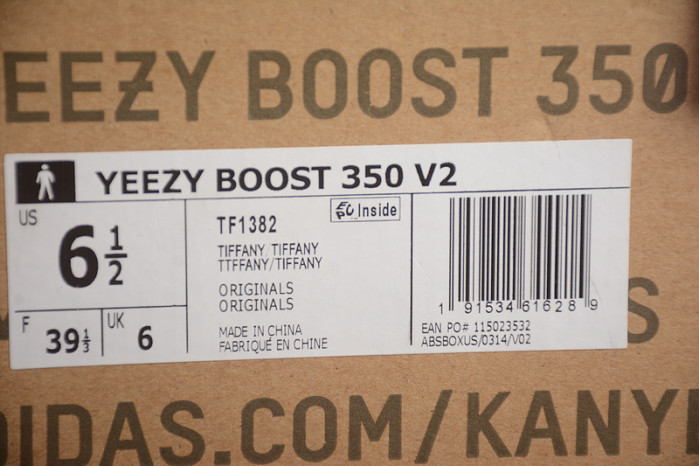 EEZY BOOST 350
YEEZY BOOST 350 V2
US
6 1/2
F
39 1/3
UK
6
TF1382
Inside
TIFFANY/TIFFANY
TTFFANY/TIFFANY
ORIGINALS
ORIGINALS
MADE IN CHINA
FABRIQUÉ EN CHINE
1 91534 61628 9
EAN PO# 115023532
ABSBOXUS/0314/V02
S
DIDAS.COM/KANYE